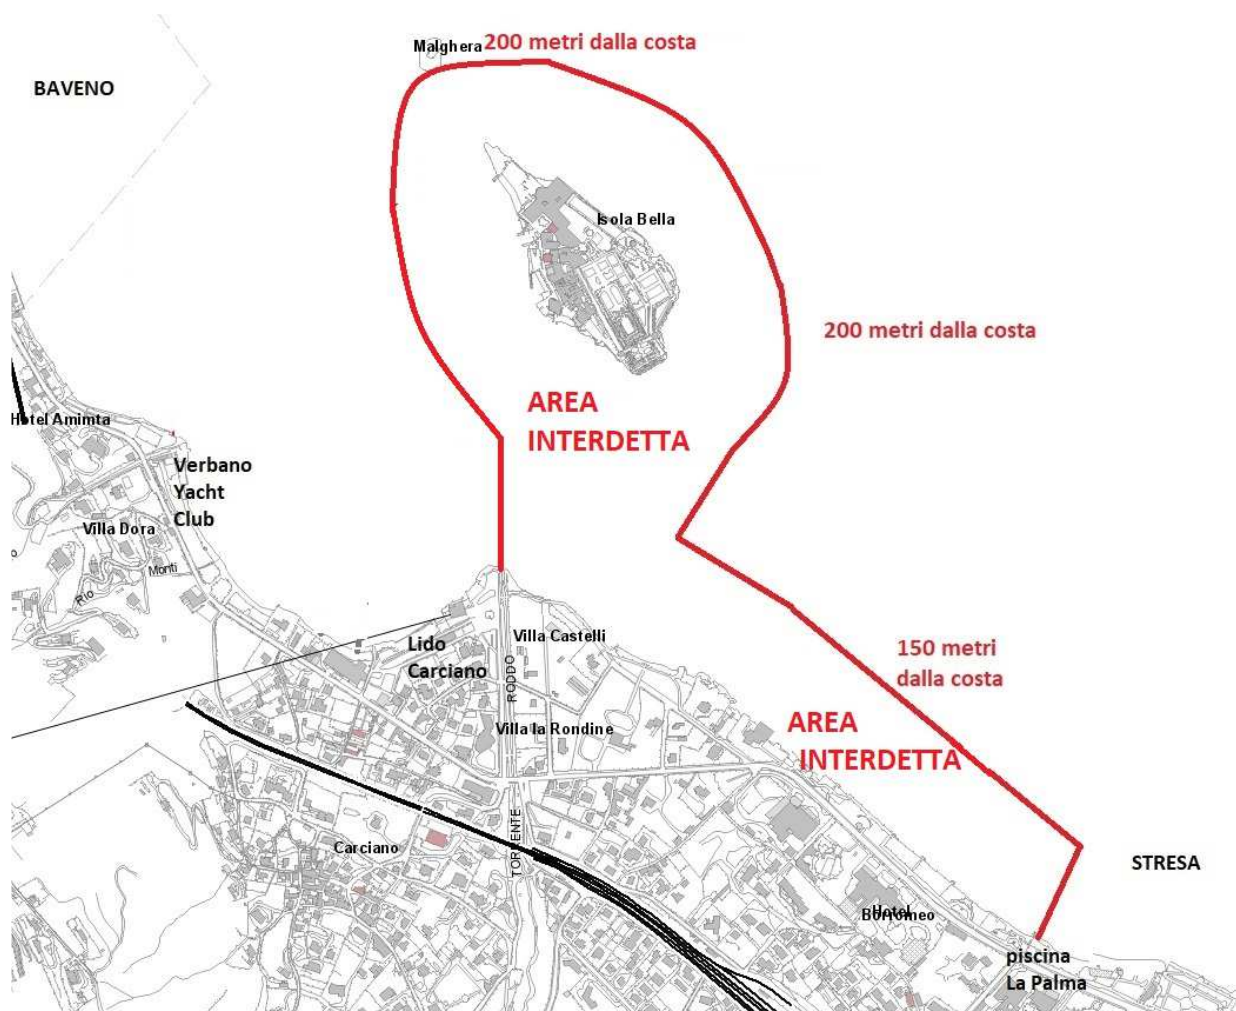 Malghera
200 metri dalla costa
BAVENO
Isola Bella
200 metri dalla costa
AREA
INTERDETTA
Hotel Amimta
Verbano
Yacht
Club
Villa Dora
Monti
Rio
Villa Castelli
Lido
Carciano
RODDO
150 metri
dalla costa
Villa la Rondine
AREA
INTERDETTA
TORRENTE
Carciano
STRESA
Hotel
Borromeo
piscina
La Palma